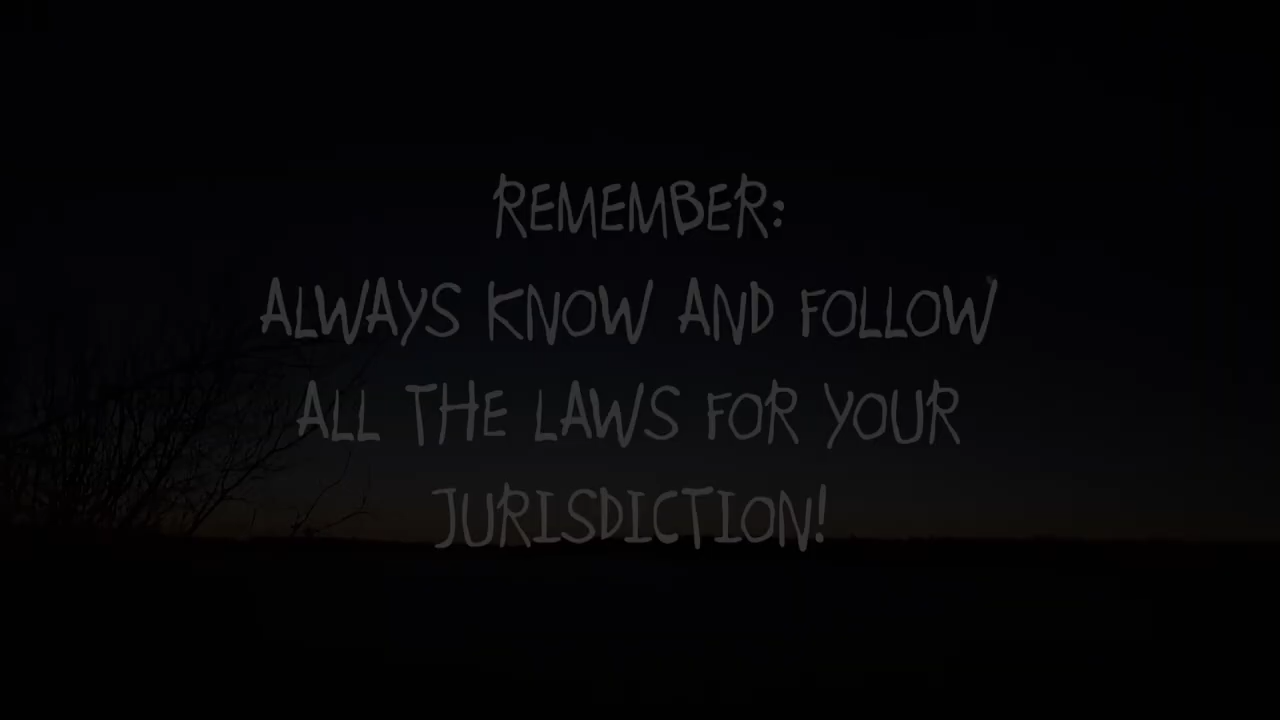 REMEMBER:
ALWAYS KNOW AND FOLLOW
ALL THE LAWS FOR YOUR
JURISDICTION!